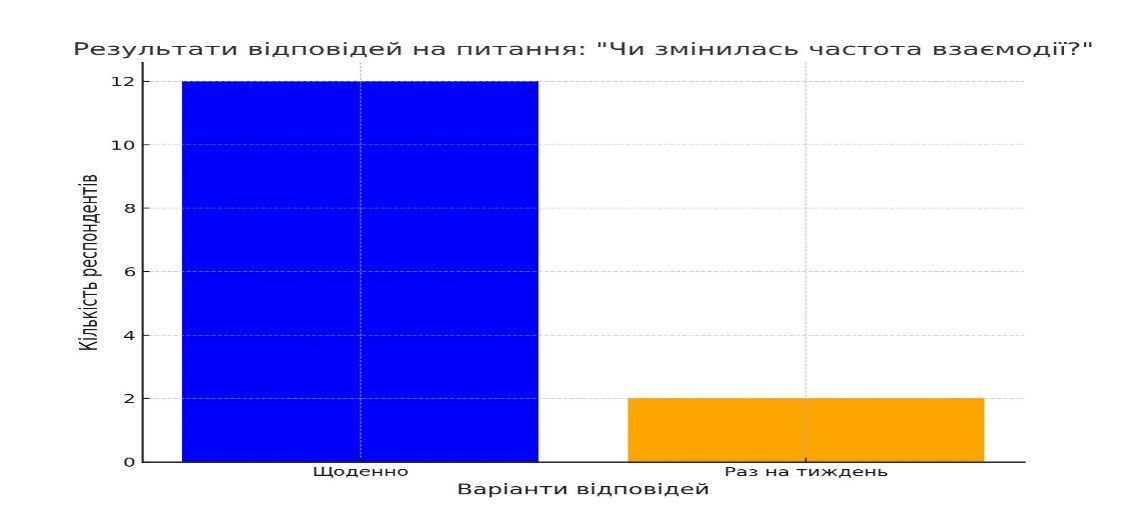 Результати відповідей на питання: "Чи змінилась частота взаємодії?"
12
10
8
6
4
2
0
Кількість респондентів
Щоденно
Раз на тиждень
Варіанти відповідей